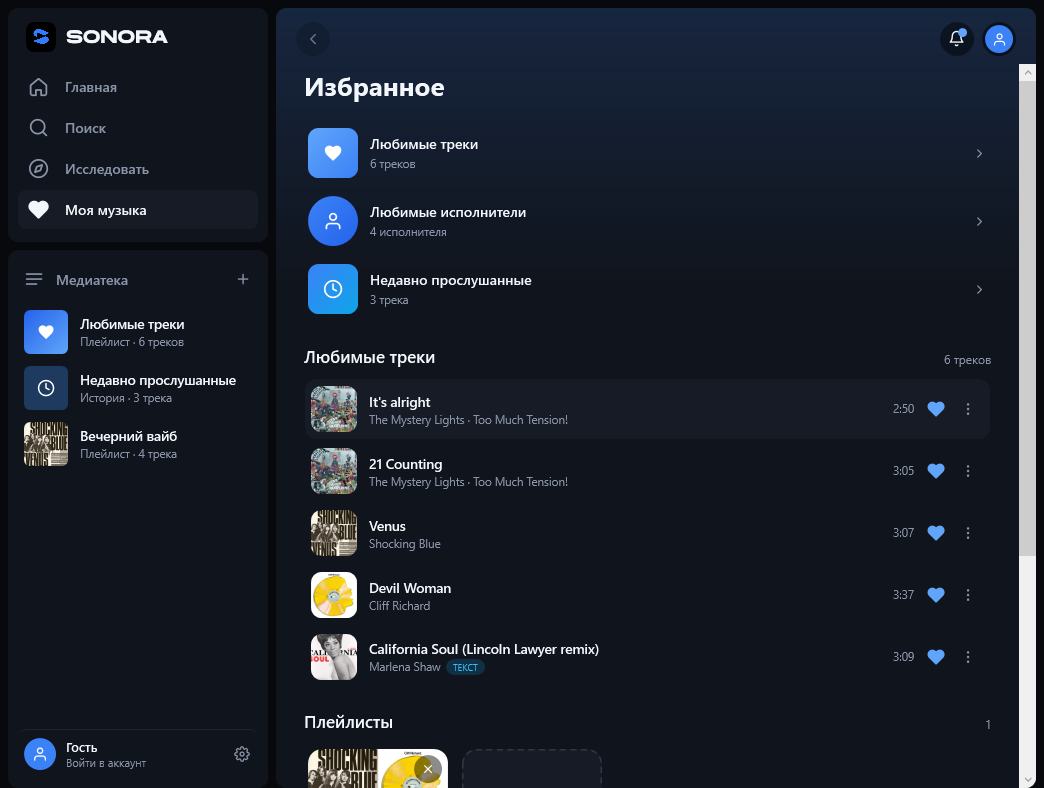 SONORA
Главная
Поиск
Исследовать
Моя музыка
Медиатека
Любимые треки
Плейлист · 6 треков
Недавно прослушанные
История · 3 трека
Вечерний вайб
Плейлист · 4 трека
Гость
Войти в аккаунт
Избранное
Любимые треки
6 треков
Любимые исполнители
4 исполнителя
Недавно прослушанные
3 трека
Любимые треки
6 треков
It's alright
The Mystery Lights · Too Much Tension!
2:50
21 Counting
The Mystery Lights · Too Much Tension!
3:05
SHOCKING
BLUE
VENUS
Venus
Shocking Blue
3:07
Devil Woman
Cliff Richard
3:37
California Soul (Lincoln Lawyer remix)
Marlena Shaw ТЕКСТ
3:09
Плейлисты
1
SHOCKING